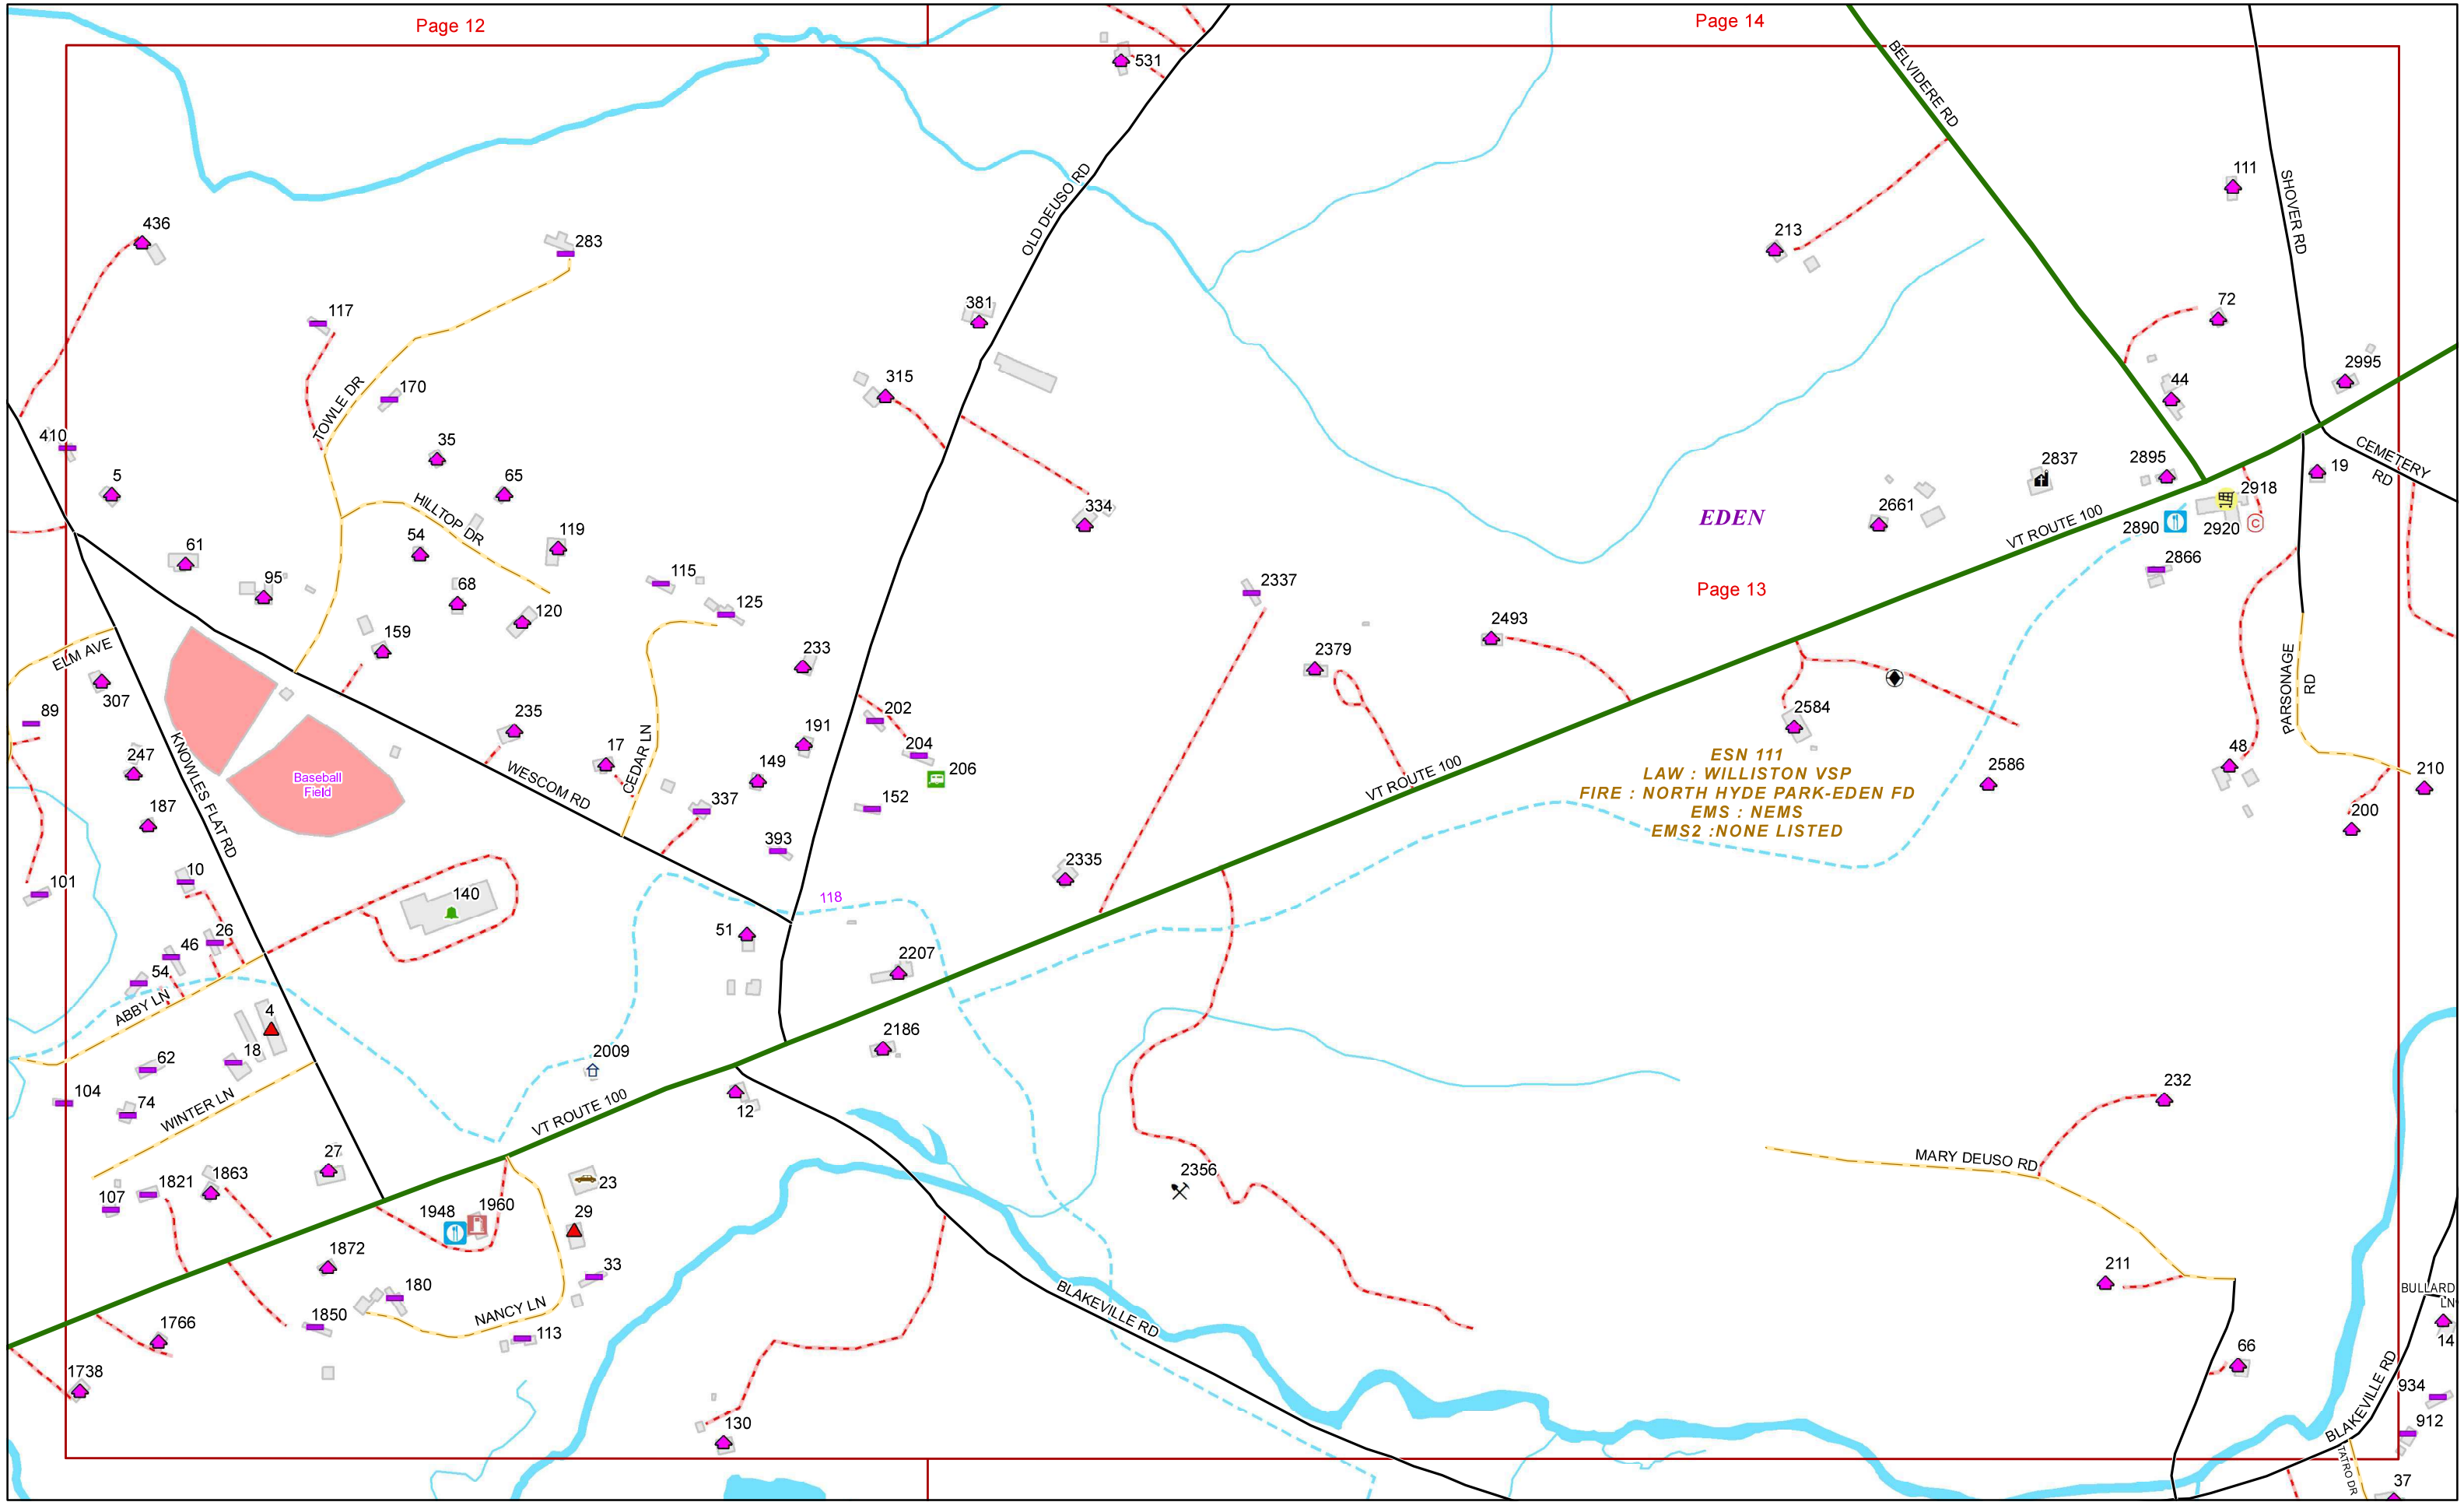 Page 12
Page 14
531
BELVIDERE RD
OLD DEUSO RD
111
SHOVER RD
436
283
213
117
381
72
170
TOWLE DR
315
44
2995
410
35
5
65
HILLTOP DR
334
EDEN
2661
2837
2895
2918
19
CEMETERY
RD
VT ROUTE 100
2890
2920
2866
61
54
119
95
68
120
115
125
2337
Page 13
159
233
2379
2493
ELM AVE
307
89
235
202
191
204
206
2584
PARSONAGE
RD
KNOWLES FLAT RD
247
Baseball
Field
17
CEDAR LN
WESCOM RD
149
337
152
VT ROUTE 100
ESN 111
LAW : WILLISTON VSP
FIRE : NORTH HYDE PARK-EDEN FD
EMS : NEMS
EMS2 :NONE LISTED
2586
48
210
200
187
393
10
101
140
118
2335
46
26
51
54
2207
ABBY LN
4
18
62
2186
2009
104
74
WINTER LN
VT ROUTE 100
12
232
27
MARY DEUSO RD
107
1821
1863
23
2356
1948
1960
29
1872
33
211
BULLARD
LN
180
1850
NANCY LN
113
BLAKEVILLE RD
1766
1738
66
14
934
BLAKEVILLE RD
912
130
TATRO DR
37